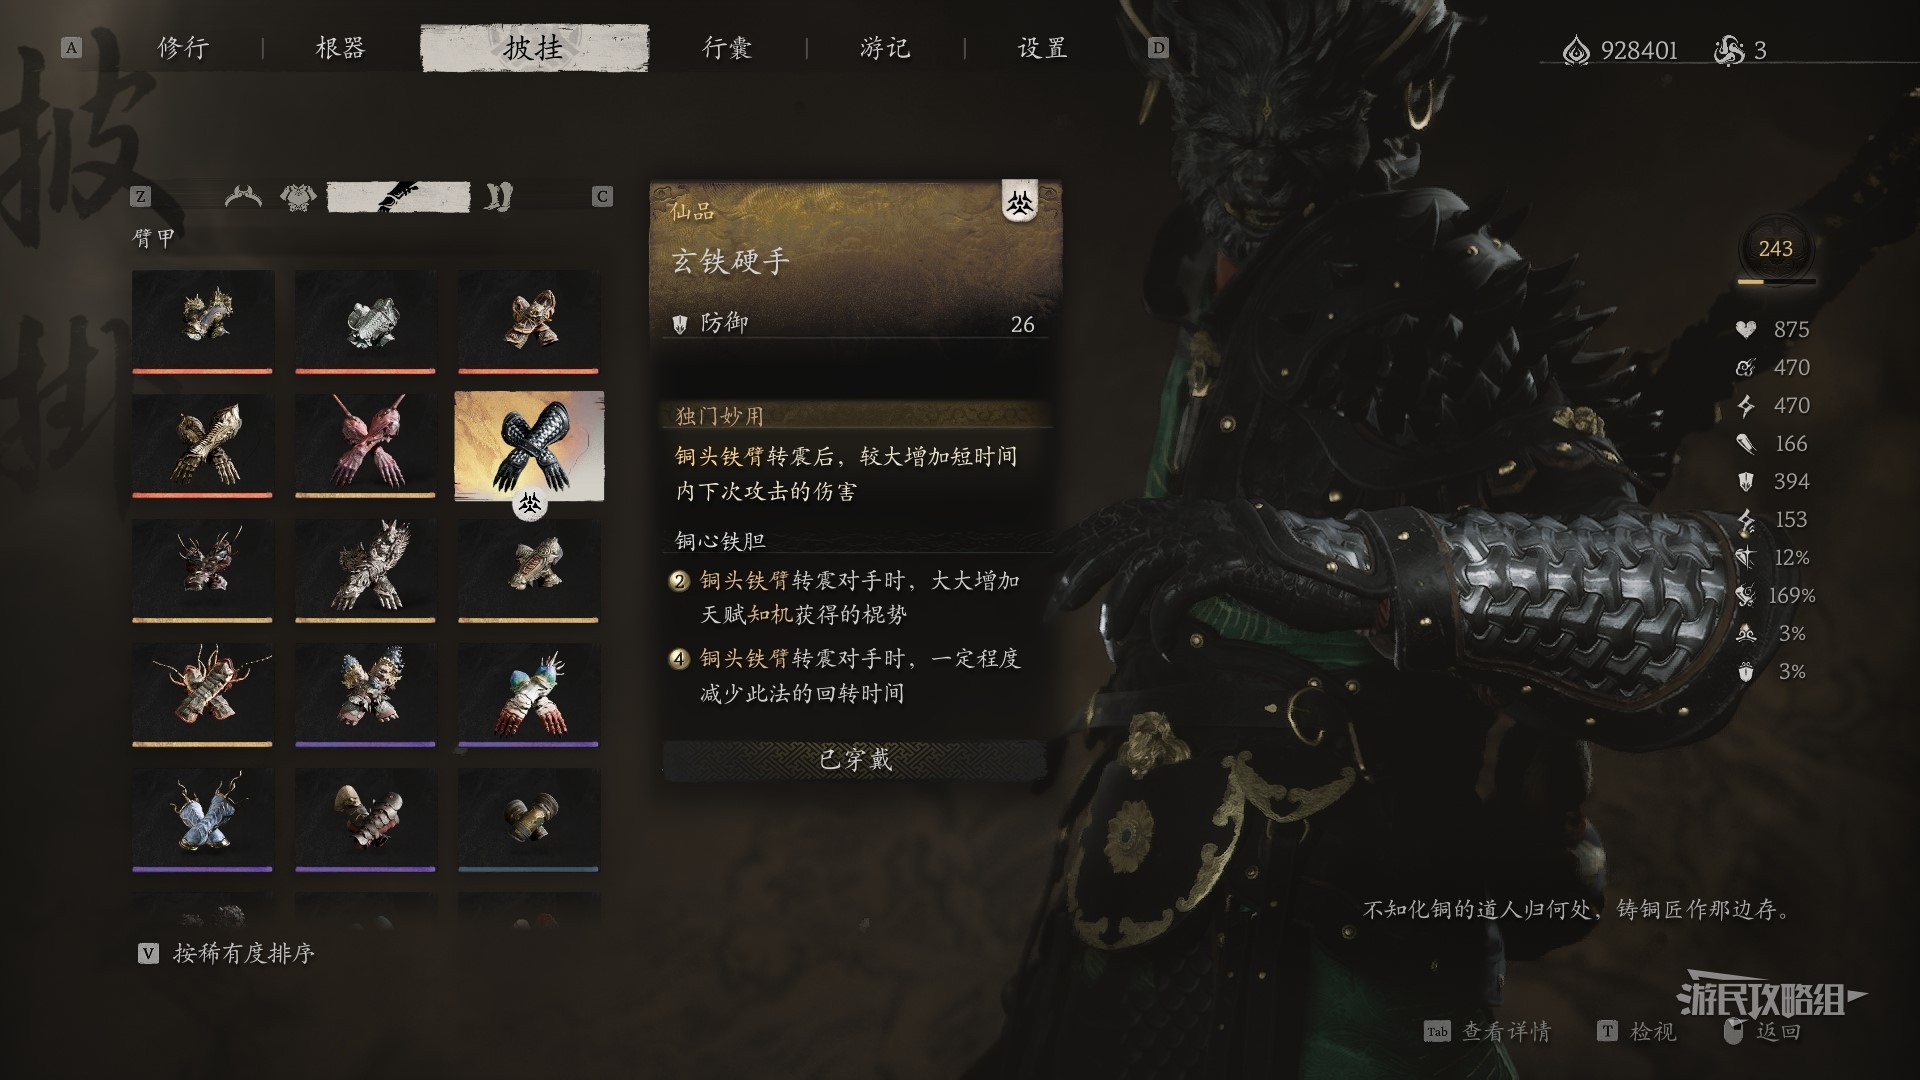 A 修行 根器 披挂 行囊 游记 设置 D 928401 3
披掛
Z C
臂甲
仙品
玄铁硬手
防御 26
独门妙用
铜头铁臂转震后，较大增加短时间
内下次攻击的伤害
铜心铁胆
2 铜头铁臂转震对手时，大大增加
天赋知机获得的棍势
4 铜头铁臂转震对手时，一定程度
减少此法的回转时间
已穿戴
V 按稀有度排序
243
875
470
470
166
394
153
12%
169%
3%
3%
不知化铜的道人归何处，铸铜匠作那边存。
游民攻略组
Tab 查看详情 T 检视 返回